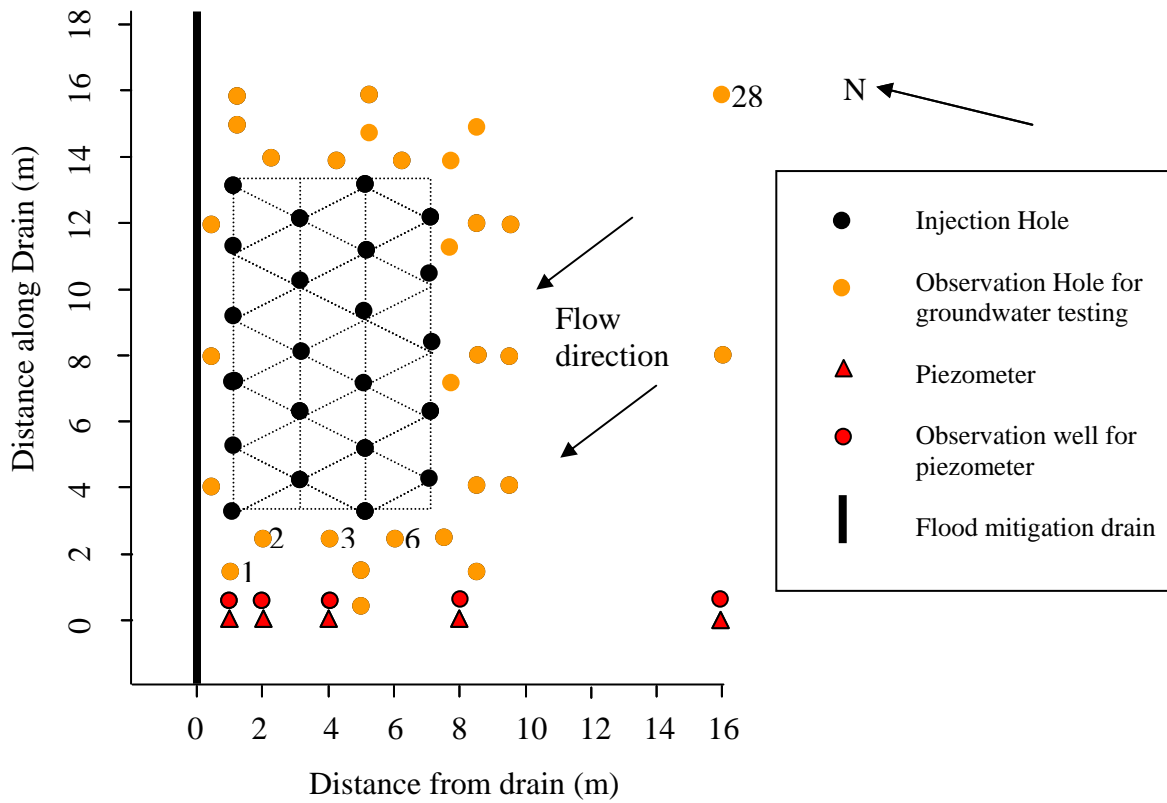 18
16
14
12
10
8
6
4
2
0
Distance along Drain (m)
28
N
Flow
direction
2
3
6
1
0
2
4
6
8
10
12
14
16
Distance from drain (m)
Injection Hole
Observation Hole for
groundwater testing
Piezometer
Observation well for
piezometer
Flood mitigation drain